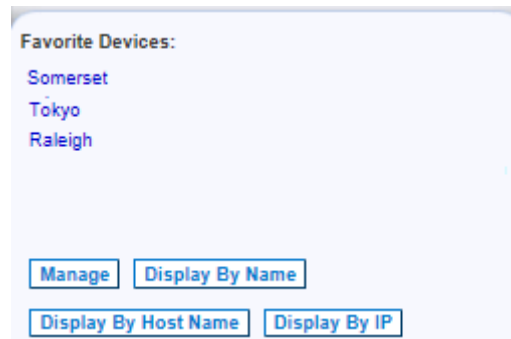 Favorite Devices:
Somerset
Tokyo
Raleigh
Manage Display By Name
Display By Host Name Display By IP